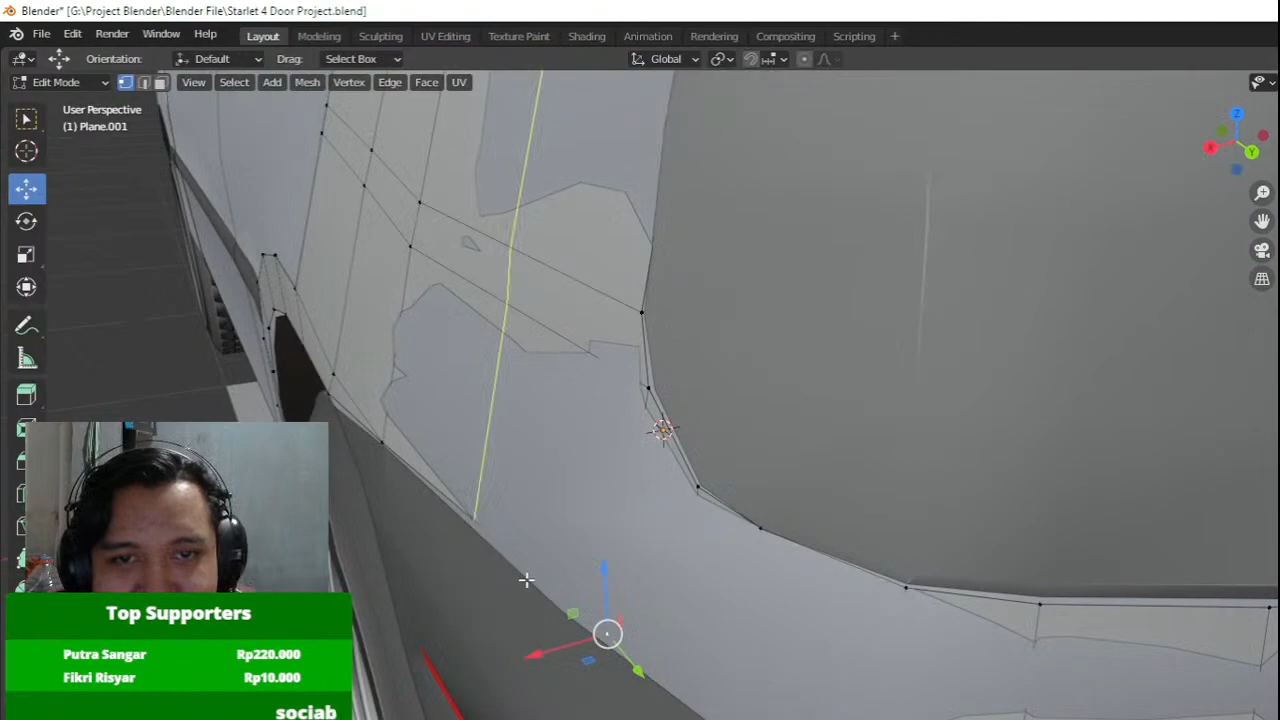 Blender* [G:\Project Blender\Blender File\Starlet 4 Door Project.blend]
File Edit Render Window Help Layout Modeling Sculpting UV Editing Texture Paint Shading Animation Rendering Compositing Scripting +
Orientation: Default Drag: Select Box Global
Edit Mode View Select Add Mesh Vertex Edge Face UV
User Perspective
(1) Plane.001
Z
X Y
Top Supporters
Putra Sangar Rp220.000
Fikri Risyar Rp10.000
sociab